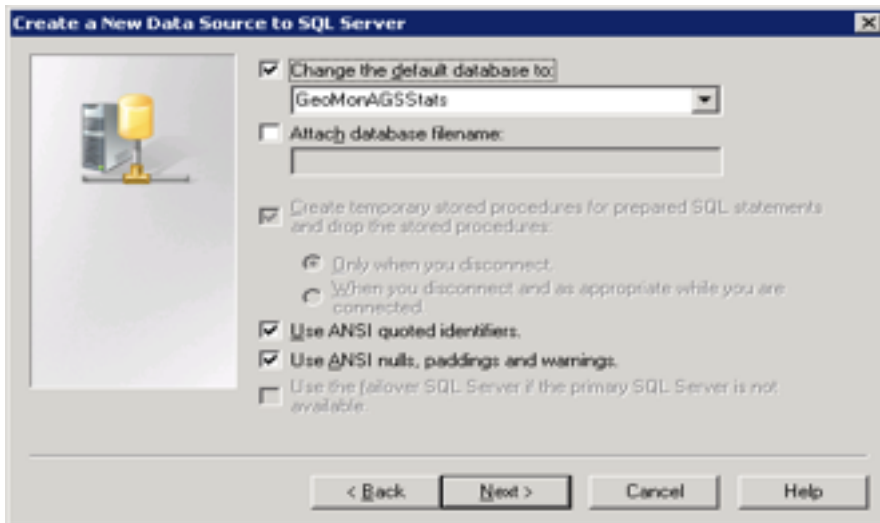 Create a New Data Source to SQL Server
Change the default database to:
GeoMonAGSStats
Attach database filename:
Create temporary stored procedures for prepared SQL statements
and drop the stored procedures:
Only when you disconnect.
When you disconnect and as appropriate while you are
connected.
Use ANSI quoted identifiers.
Use ANSI nulls, paddings and warnings.
Use the failover SQL Server if the primary SQL Server is not
available.
< Back
Next >
Cancel
Help